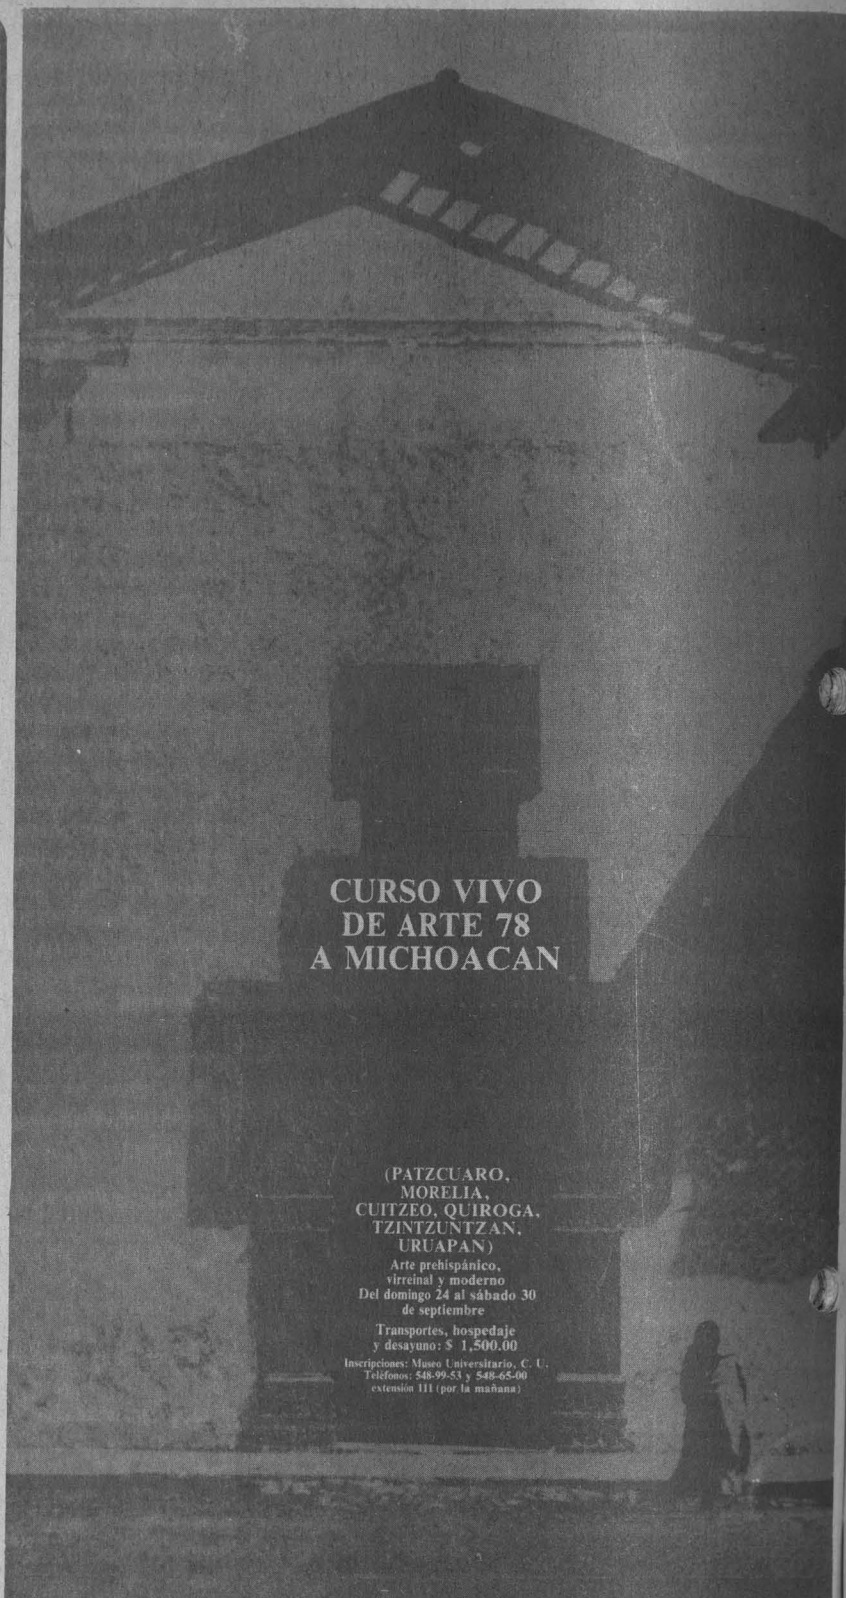 CURSO VIVO
DE ARTE 78
A MICHOACAN
(PATZCUARO,
MORELIA,
CUITZEO, QUIROGA,
TZINTZUNTZAN,
URUAPAN)
Arte prehispánico,
virreinal y moderno
Del domingo 24 al sábado 30
de septiembre
Transportes, hospedaje
y desayuno: $ 1,500.00
Inscripciones: Museo Universitario, C. U.
Teléfonos: 548-99-53 y 548-65-00
extensión 111 (por la mañana)